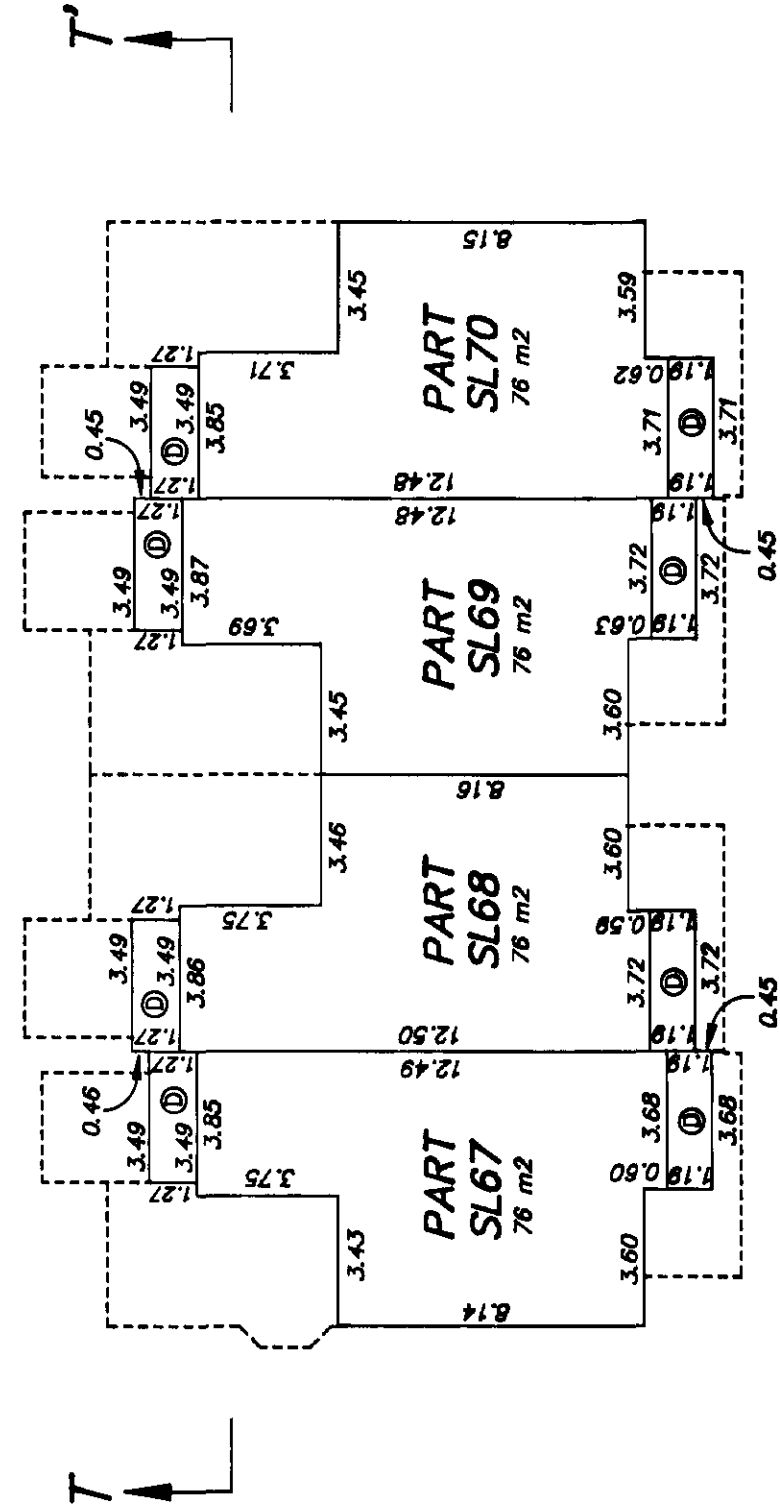 T'
8.15
3.45
3.59
PART
SL70
76 m2
1.27
3.71
3.49
3.49
3.85
D
1.27
0.45
0.62
1.19
3.71
D
3.71
1.19
12.48
12.48
1.27
3.49
D
3.49
3.87
1.27
3.69
PART
SL69
76 m2
1.19
3.72
D
3.72
0.45
0.63
1.19
3.45
3.60
8.16
3.46
3.60
PART
SL68
76 m2
1.27
3.75
3.49
3.49
3.86
D
1.27
0.59
1.19
3.72
D
3.72
1.19
12.50
12.49
0.46
1.27
3.49
D
3.49
3.85
1.27
3.75
PART
SL67
76 m2
1.19
3.68
D
3.68
0.45
0.60
1.19
3.43
3.60
8.14
T